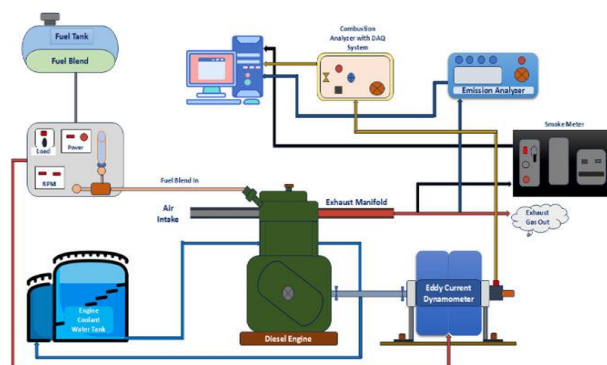 Fuel Tank
Fuel Blend
Load
Power
RPM
Fuel Blend In
Combustion
Analyzer with DAQ
System
Emission Analyzer
Smoke Meter
Air
Intake
Exhaust Manifold
Exhaust
Gas Out
Engine
Coolant
Water Tank
Eddy Current
Dynamometer
Diesel Engine